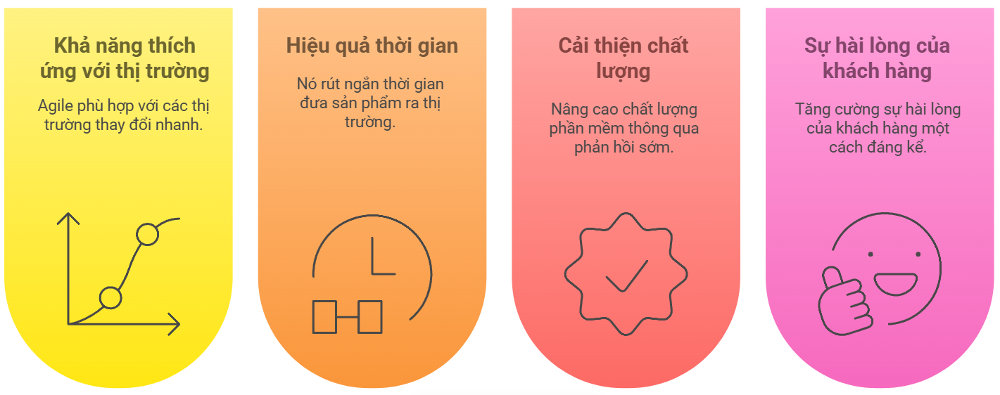 Khả năng thích
ứng với thị trường
Agile phù hợp với các thị
trường thay đổi nhanh.
Hiệu quả thời gian
Nó rút ngắn thời gian
đưa sản phẩm ra thị
trường.
Cải thiện chất
lượng
Nâng cao chất lượng
phần mềm thông qua
phản hồi sớm.
Sự hài lòng của
khách hàng
Tăng cường sự hài lòng
của khách hàng một
cách đáng kể.